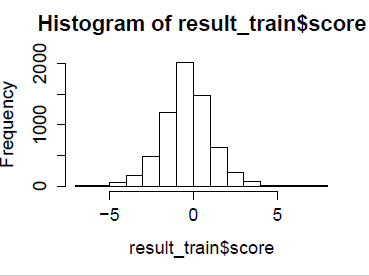 Histogram of result_train$score
Frequency
2000
1000
0
−5 0 5
result_train$score